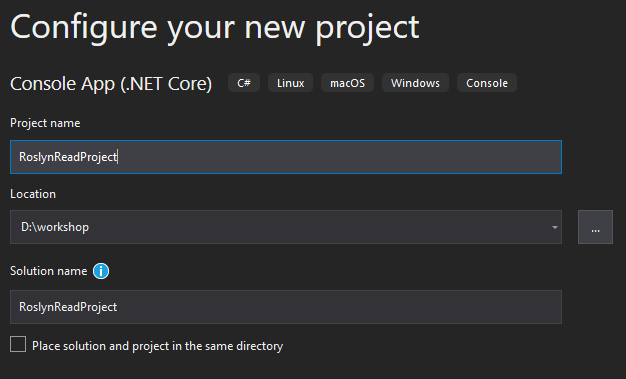 Configure your new project
Console App (.NET Core) C# Linux macOS Windows Console
Project name
RoslynReadProject
Location
D:\workshop
...
Solution name
RoslynReadProject
Place solution and project in the same directory